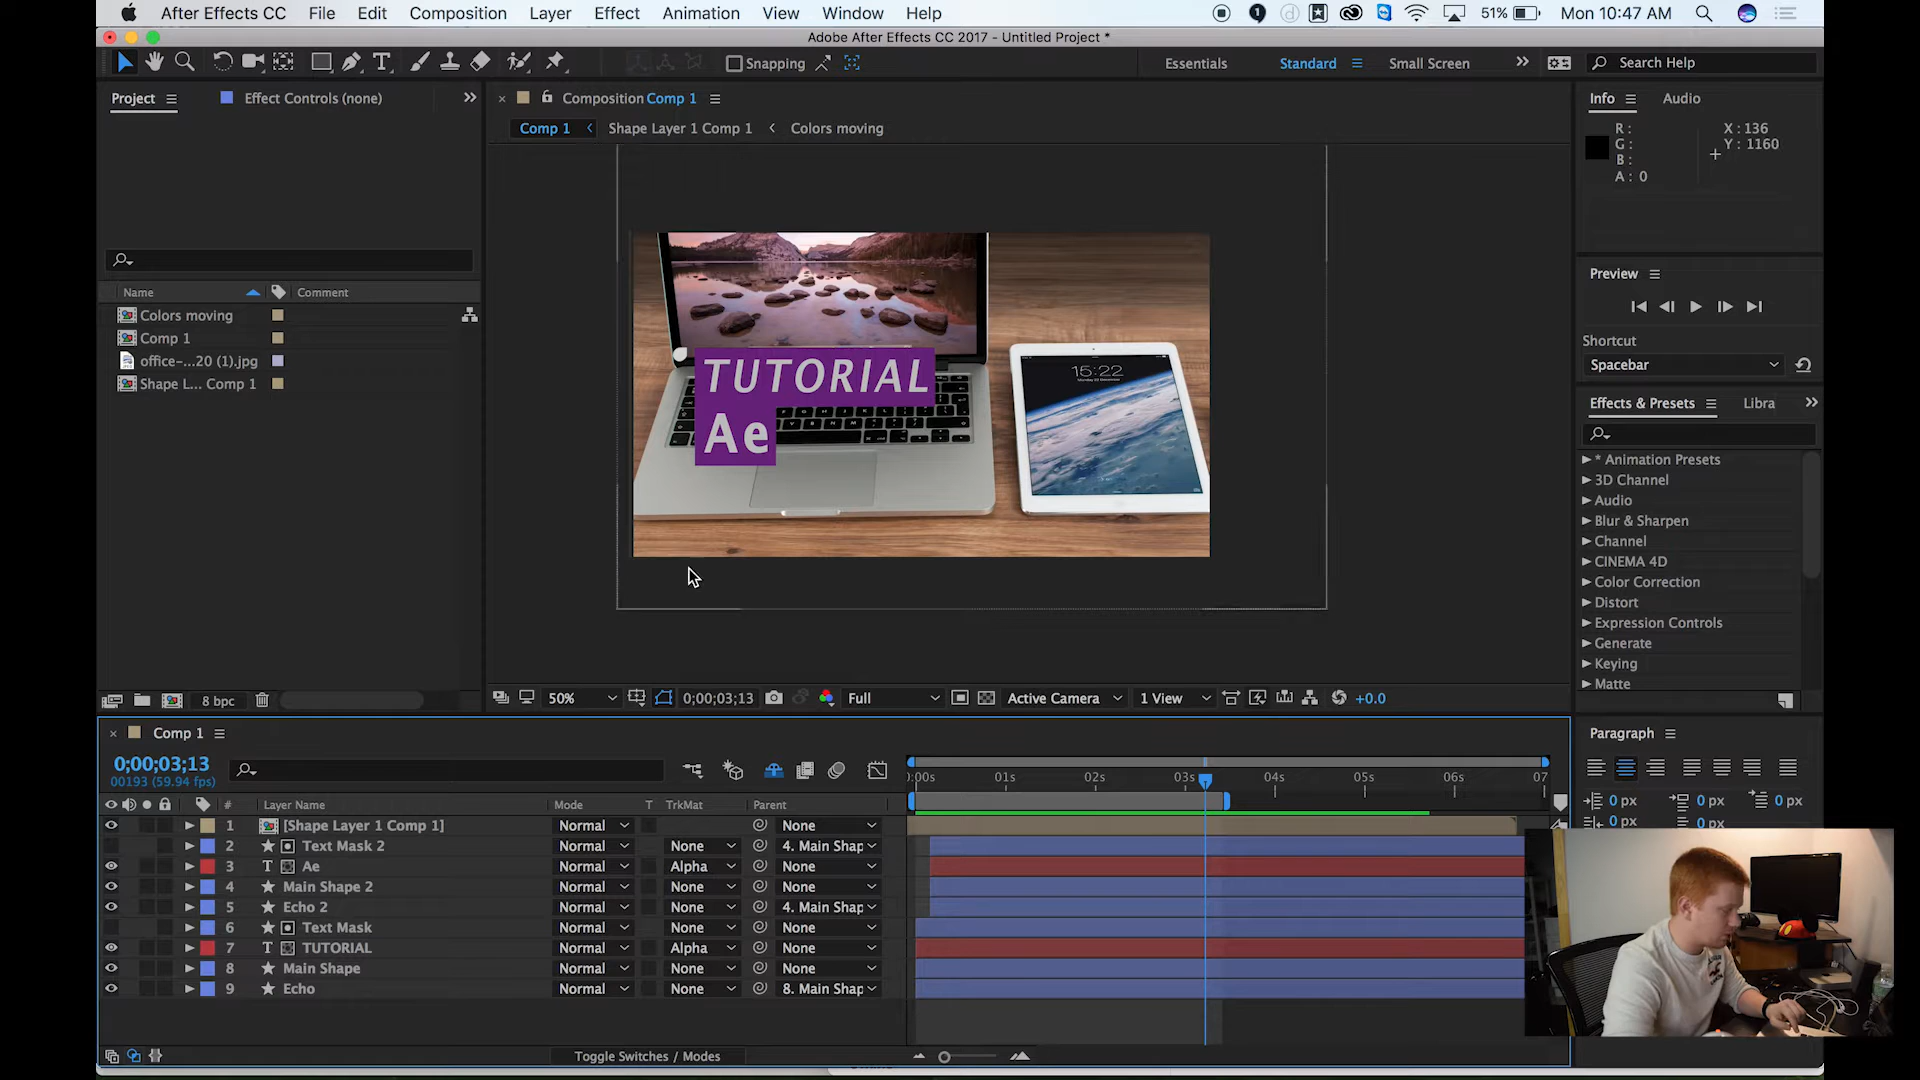 After Effects CC File Edit Composition Layer Effect Animation View Window Help 51% Mon 10:47 AM
Adobe After Effects CC 2017 - Untitled Project *
Snapping Essentials Standard Small Screen Search Help
Project Effect Controls (none) Composition Comp 1 Info Audio
Comp 1 Shape Layer 1 Comp 1 Colors moving
R :
G :
B :
A : 0
X : 136
Y : 1160
Name Comment
Colors moving
Comp 1
office-...20 (1).jpg
Shape L... Comp 1
TUTORIAL
Ae
15:22
Preview
Shortcut
Spacebar
Effects & Presets Libra
* Animation Presets
3D Channel
Audio
Blur & Sharpen
Channel
CINEMA 4D
Color Correction
Distort
Expression Controls
Generate
Keying
Matte
8 bpc 50% 0;00;03;13 Full Active Camera 1 View +0.0
Comp 1
0;00;03;13
00193 (59.94 fps)
:00s 01s 02s 03s 04s 05s 06s 07
# Layer Name Mode T TrkMat Parent
1 [Shape Layer 1 Comp 1] Normal None
2 Text Mask 2 Normal None 4. Main Shap
3 Ae Normal Alpha None
4 Main Shape 2 Normal None None
5 Echo 2 Normal None 4. Main Shap
6 Text Mask Normal None None
7 TUTORIAL Normal Alpha None
8 Main Shape Normal None None
9 Echo Normal None 8. Main Shap
Toggle Switches / Modes
Paragraph
0 px 0 px 0 px
0 px 0 px